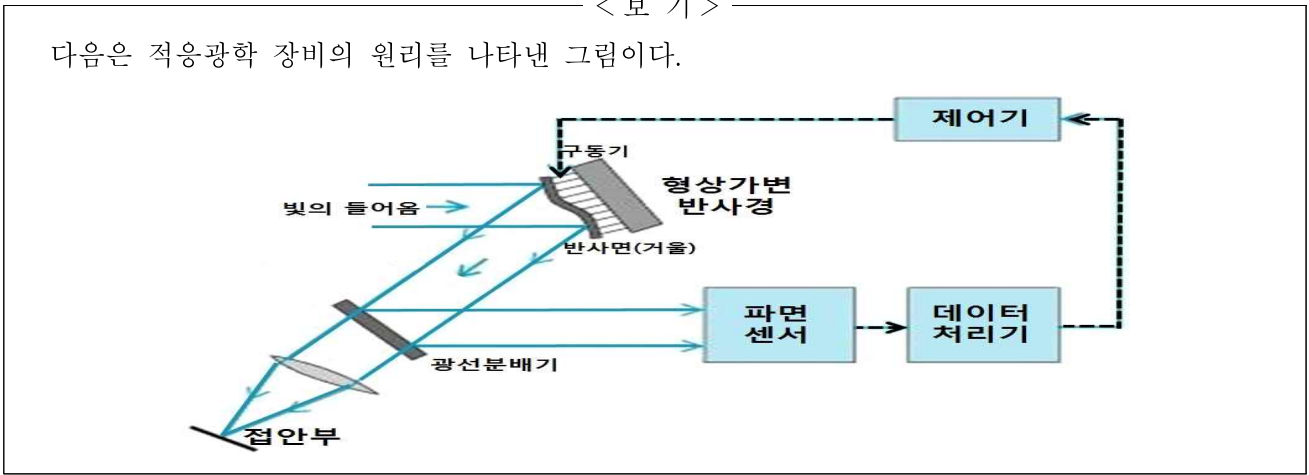 < 보 기 >
다음은 적응광학 장비의 원리를 나타낸 그림이다.
제어기
구동기
형상가변
반사경
빛의 들어옴
반사면(거울)
파면
센서
데이터
처리기
광선분배기
접안부